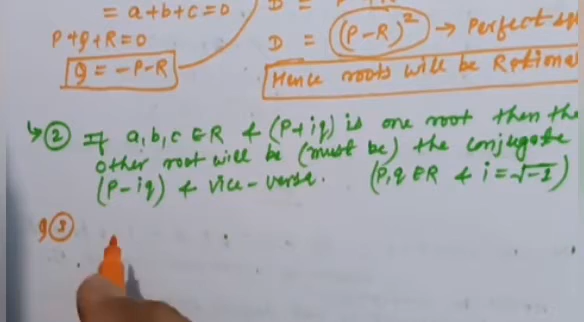 = a+b+c=0
P+q+R=0
q = -P-R
D =
D = (P-R)² → Perfect
Hence roots will be Rational
② If a,b,c ∈ R & (P+iq) is one root then the
other root will be (must be) the conjugate
(P-iq) & vice-versa. (P,q ∈ R & i=√-1)
③